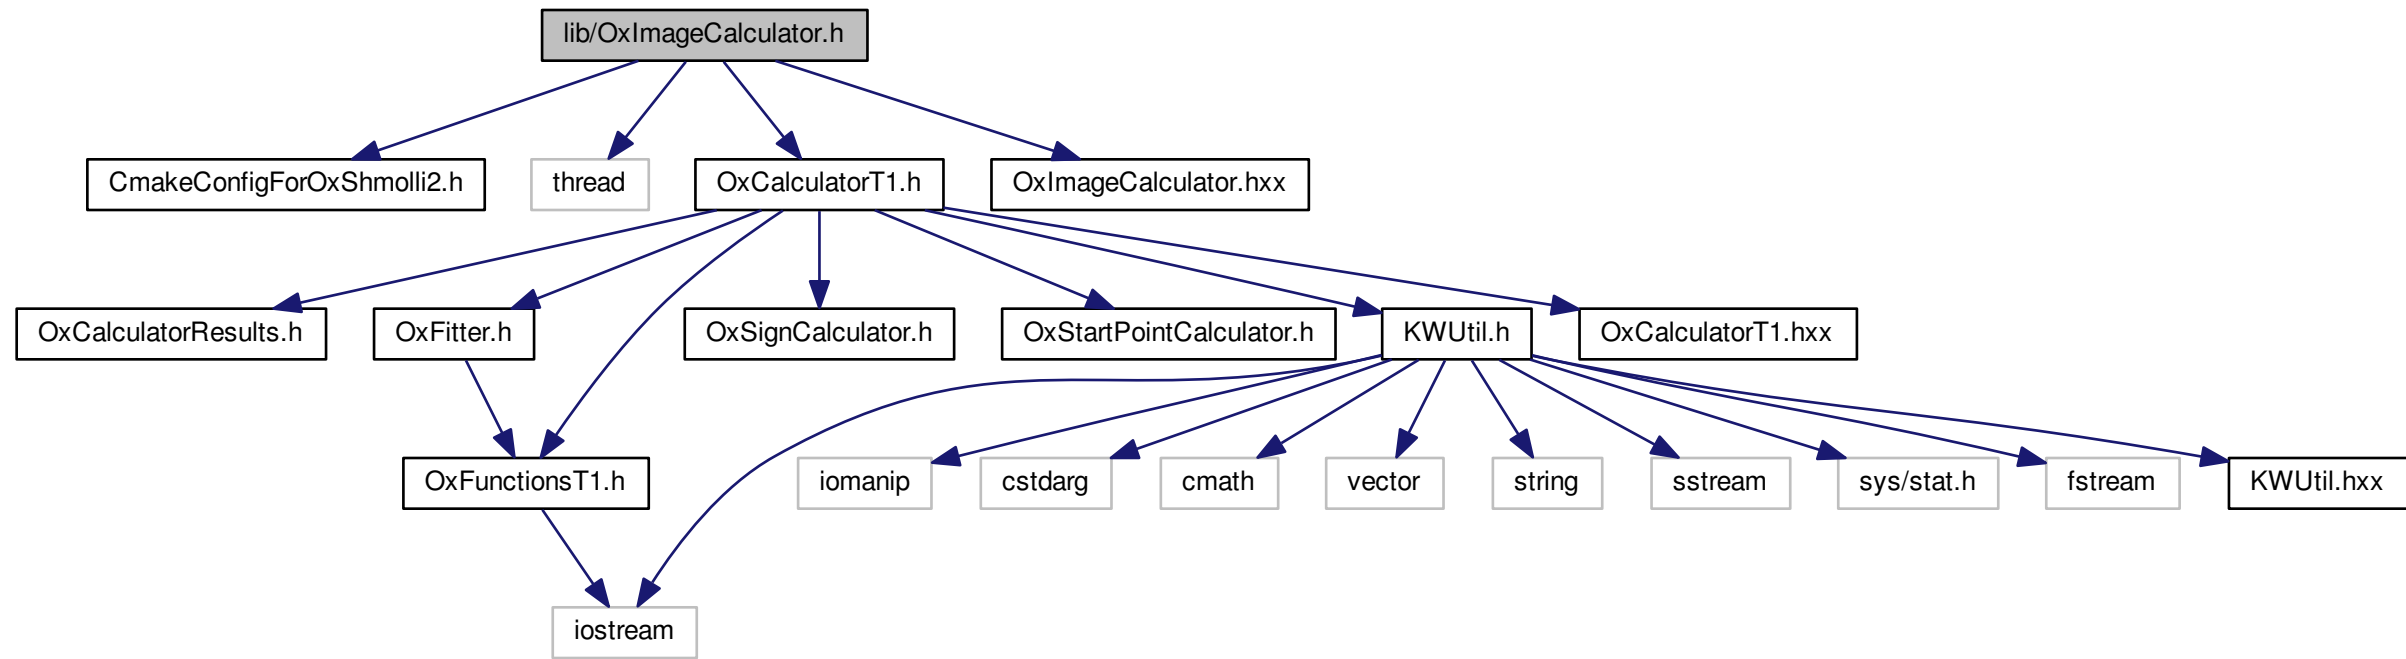 lib/OxImageCalculator.h
CmakeConfigForOxShmolli2.h
thread
OxCalculatorT1.h
OxImageCalculator.hxx
OxCalculatorResults.h
OxFitter.h
OxSignCalculator.h
OxStartPointCalculator.h
KWUtil.h
OxCalculatorT1.hxx
OxFunctionsT1.h
iomanip
cstdarg
cmath
vector
string
sstream
sys/stat.h
fstream
KWUtil.hxx
iostream